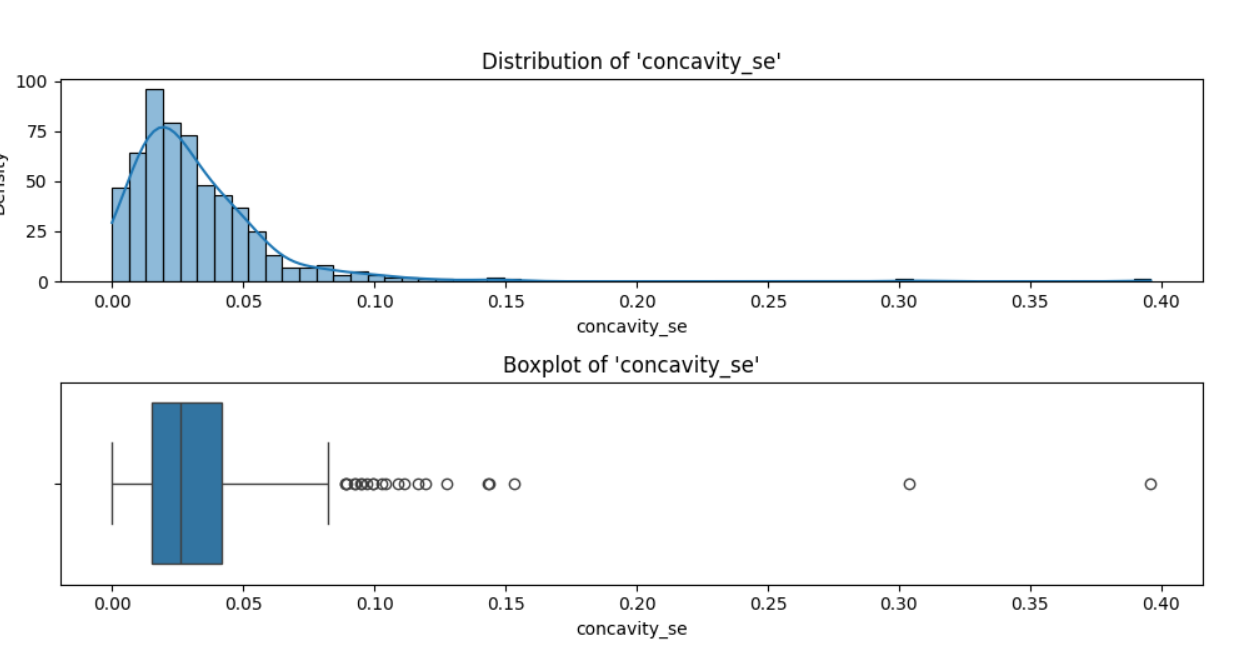 Distribution of 'concavity_se'
100
75
50
25
0
Density
0.00 0.05 0.10 0.15 0.20 0.25 0.30 0.35 0.40
concavity_se
Boxplot of 'concavity_se'
0.00 0.05 0.10 0.15 0.20 0.25 0.30 0.35 0.40
concavity_se